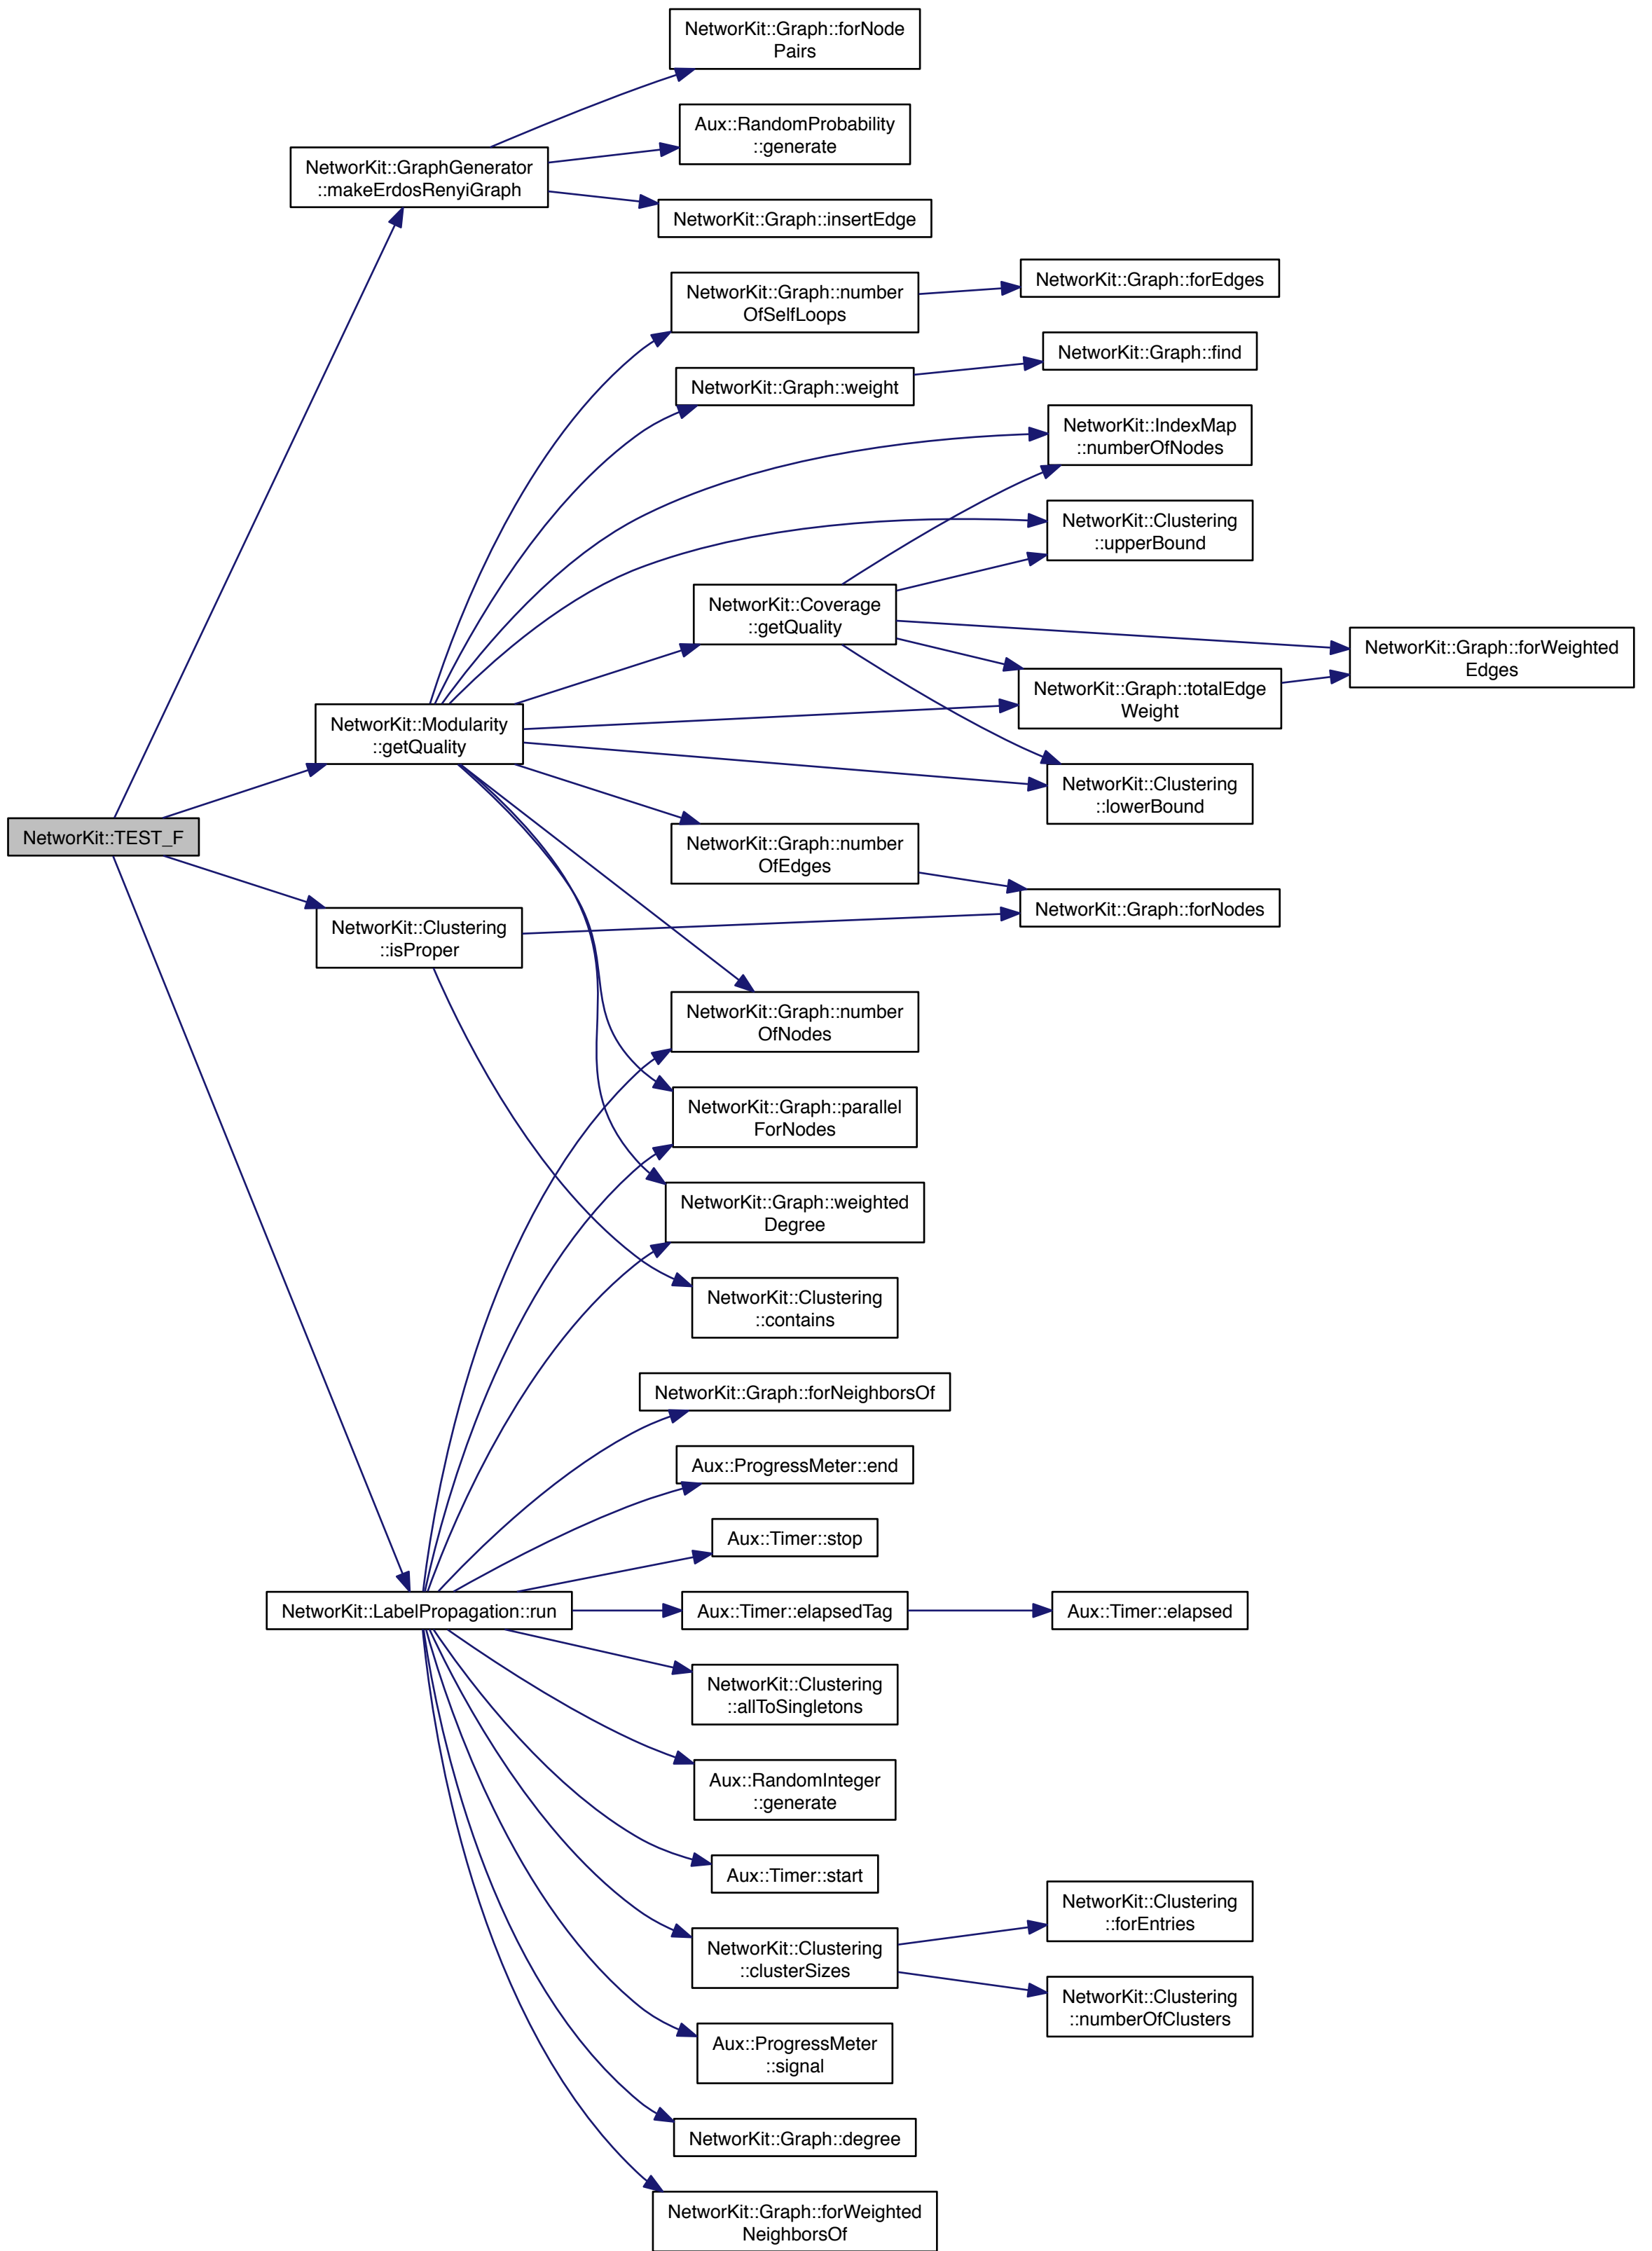 NetworKit::Graph::forNode
Pairs
Aux::RandomProbability
::generate
NetworKit::GraphGenerator
::makeErdosRenyiGraph
NetworKit::Graph::insertEdge
NetworKit::Graph::number
OfSelfLoops
NetworKit::Graph::forEdges
NetworKit::Graph::weight
NetworKit::Graph::find
NetworKit::IndexMap
::numberOfNodes
NetworKit::Clustering
::upperBound
NetworKit::Coverage
::getQuality
NetworKit::Graph::forWeighted
Edges
NetworKit::Graph::totalEdge
Weight
NetworKit::Modularity
::getQuality
NetworKit::Clustering
::lowerBound
NetworKit::TEST_F
NetworKit::Graph::number
OfEdges
NetworKit::Graph::forNodes
NetworKit::Clustering
::isProper
NetworKit::Graph::number
OfNodes
NetworKit::Graph::parallel
ForNodes
NetworKit::Graph::weighted
Degree
NetworKit::Clustering
::contains
NetworKit::Graph::forNeighborsOf
Aux::ProgressMeter::end
Aux::Timer::stop
NetworKit::LabelPropagation::run
Aux::Timer::elapsedTag
Aux::Timer::elapsed
NetworKit::Clustering
::allToSingletons
Aux::RandomInteger
::generate
Aux::Timer::start
NetworKit::Clustering
::forEntries
NetworKit::Clustering
::clusterSizes
NetworKit::Clustering
::numberOfClusters
Aux::ProgressMeter
::signal
NetworKit::Graph::degree
NetworKit::Graph::forWeighted
NeighborsOf